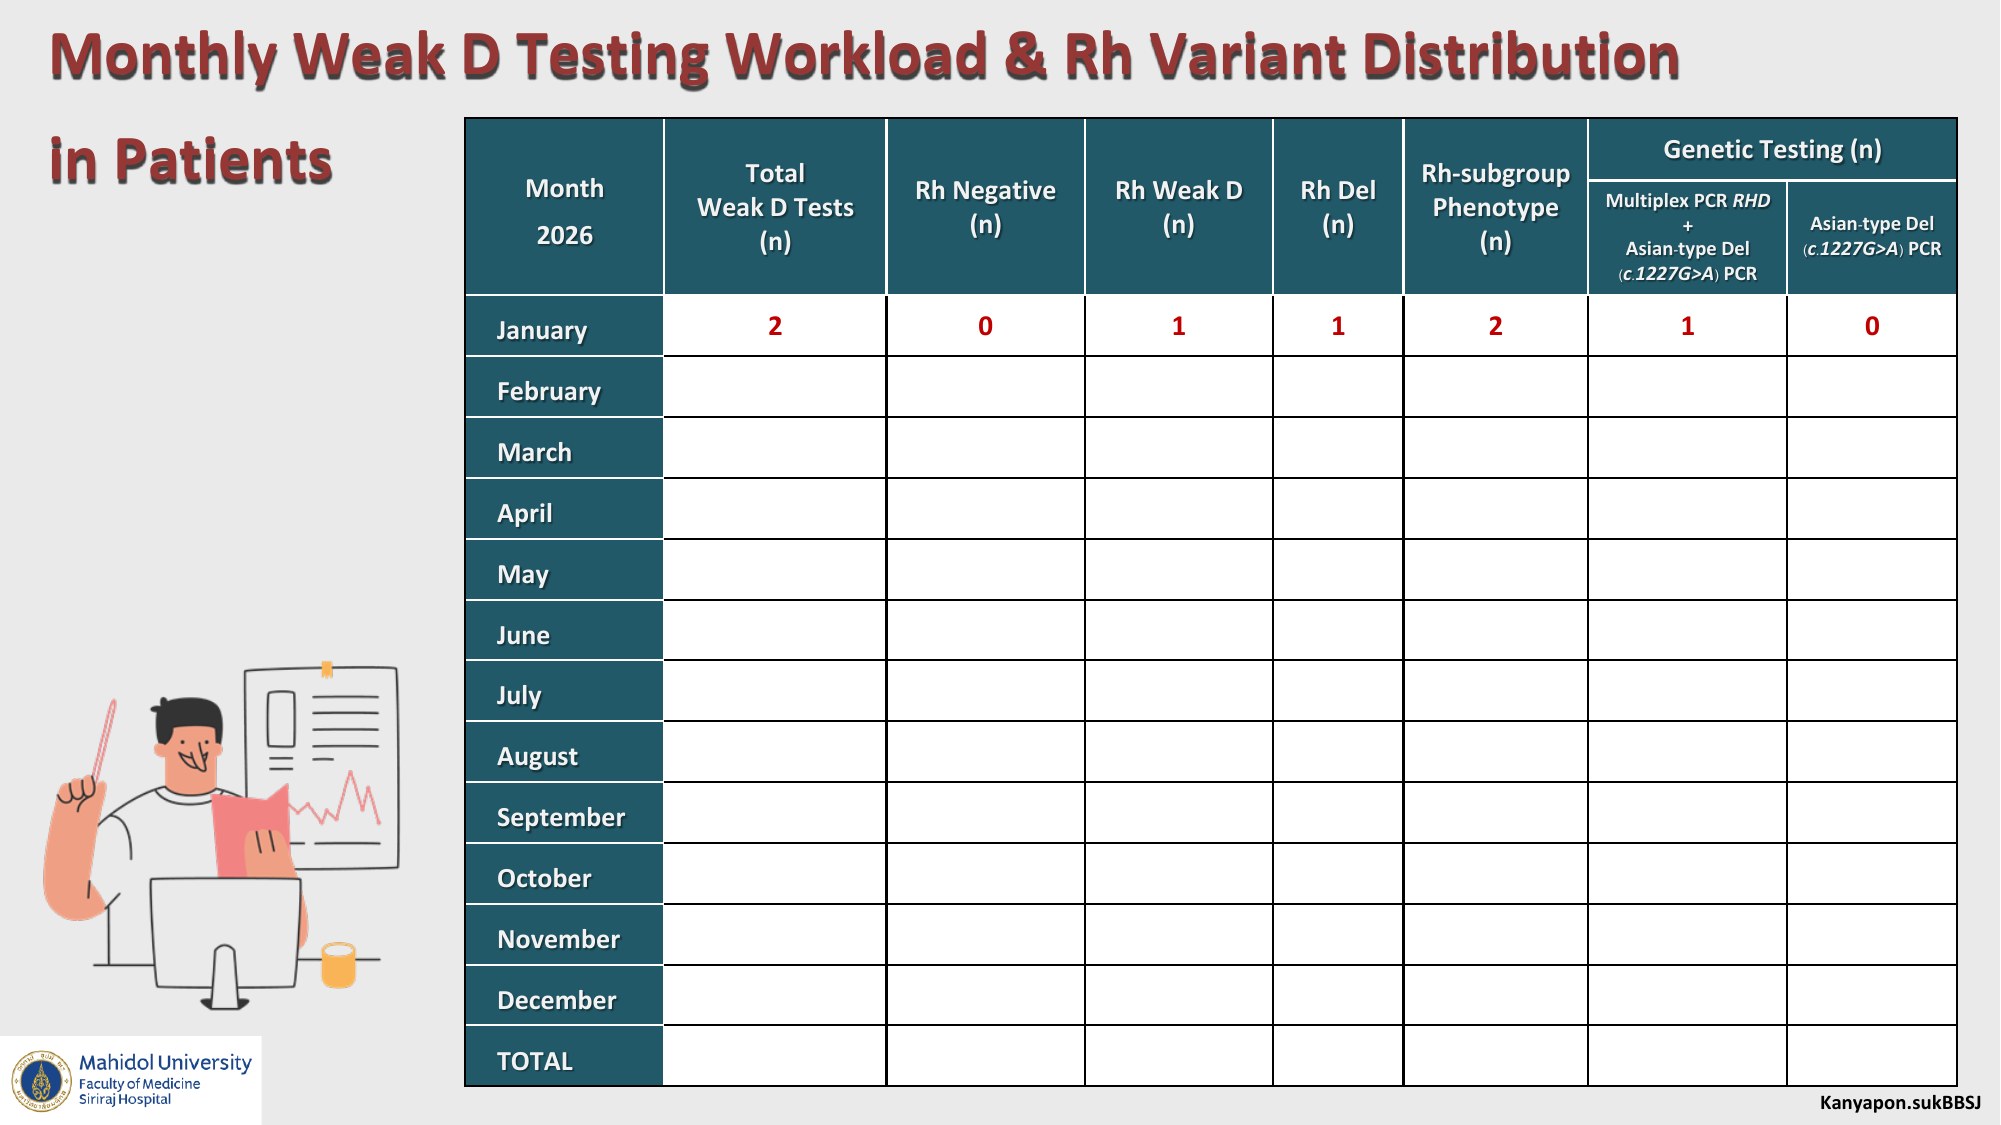 Monthly Weak D Testing Workload & Rh Variant Distribution
in Patients
Month
2026
Total
Weak D Tests
(n)
Rh Negative
(n)
Rh Weak D
(n)
Rh Del
(n)
Rh-subgroup
Phenotype
(n)
Genetic Testing (n)
Multiplex PCR RHD
+
Asian-type Del
(c.1227G>A) PCR
Asian-type Del
(c.1227G>A) PCR
January 2 0 1 1 2 1 0
February
March
April
May
June
July
August
September
October
November
December
TOTAL
Mahidol University
Faculty of Medicine
Siriraj Hospital
Kanyapon.sukBBSJ